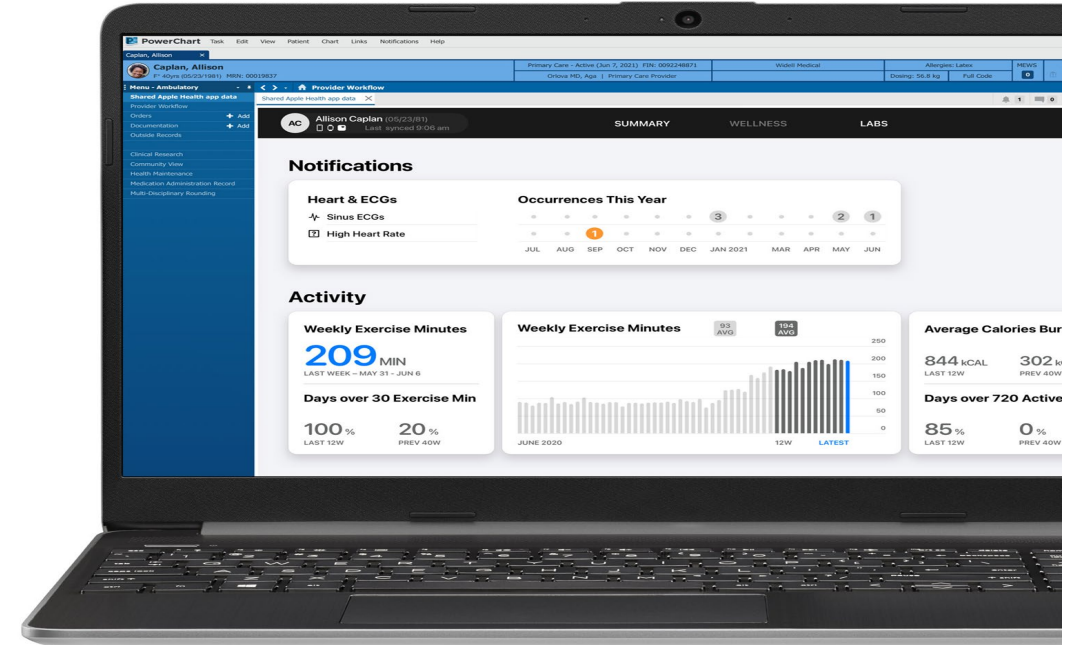 PowerChart Task Edit View Patient Chart Links Notifications Help
Caplan, Allison ×
Caplan, Allison
F* 40yrs (05/23/1981) MRN: 00019837
Primary Care - Active (Jun 7, 2021) FIN: 0092248871
Orlova MD, Aga | Primary Care Provider
Widell Medical
Allergies: Latex
Dosing: 56.8 kg Full Code
MEWS
0
Menu - Ambulatory
Provider Workflow
Shared Apple Health app data
Provider Workflow
Orders + Add
Documentation + Add
Outside Records
Clinical Research
Community View
Health Maintenance
Medication Administration Record
Multi-Disciplinary Rounding
Shared Apple Health app data ×
1 0
AC
Allison Caplan (05/23/81)
Last synced 9:06 am
SUMMARY WELLNESS LABS
Notifications
Heart & ECGs
Sinus ECGs
High Heart Rate
Occurrences This Year
3 2 1
1
JUL AUG SEP OCT NOV DEC JAN 2021 MAR APR MAY JUN
Activity
Weekly Exercise Minutes
209 MIN
LAST WEEK – MAY 31 - JUN 6
Days over 30 Exercise Min
100 % 20 %
LAST 12W PREV 40W
Weekly Exercise Minutes
93 AVG
194 AVG
250
200
150
100
50
0
JUNE 2020 12W LATEST
Average Calories Bur
844 kCAL 302 k
LAST 12W PREV 40W
Days over 720 Active
85 % 0 %
LAST 12W PREV 40W